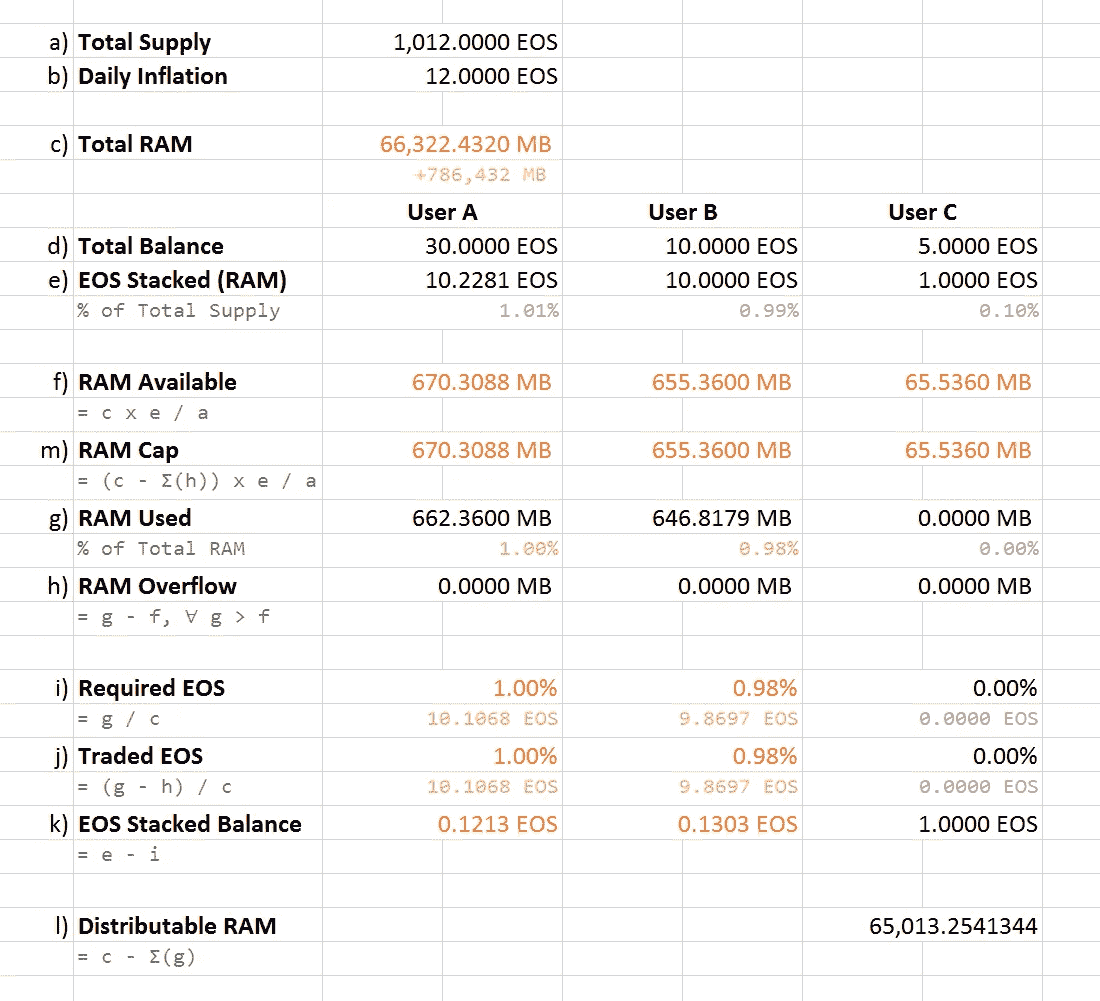 a) Total Supply 1,012.0000 EOS
b) Daily Inflation 12.0000 EOS
c) Total RAM 66,322.4320 MB
+786,432 MB
User A User B User C
d) Total Balance 30.0000 EOS 10.0000 EOS 5.0000 EOS
e) EOS Stacked (RAM) 10.2281 EOS 10.0000 EOS 1.0000 EOS
% of Total Supply 1.01% 0.99% 0.10%
f) RAM Available 670.3088 MB 655.3600 MB 65.5360 MB
= c x e / a
m) RAM Cap 670.3088 MB 655.3600 MB 65.5360 MB
= (c - Σ(h)) x e / a
g) RAM Used 662.3600 MB 646.8179 MB 0.0000 MB
% of Total RAM 1.00% 0.98% 0.00%
h) RAM Overflow 0.0000 MB 0.0000 MB 0.0000 MB
= g - f, ∀ g > f
i) Required EOS 1.00% 0.98% 0.00%
= g / c 10.1068 EOS 9.8697 EOS 0.0000 EOS
j) Traded EOS 1.00% 0.98% 0.00%
= (g - h) / c 10.1068 EOS 9.8697 EOS 0.0000 EOS
k) EOS Stacked Balance 0.1213 EOS 0.1303 EOS 1.0000 EOS
= e - i
l) Distributable RAM 65,013.2541344
= c - Σ(g)